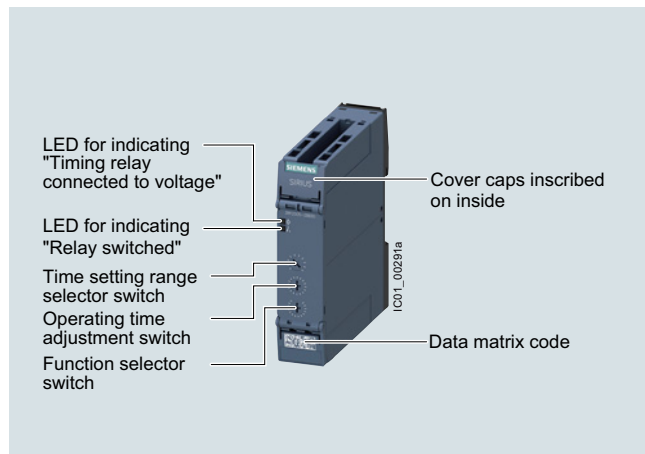 LED for indicating
"Timing relay
connected to voltage"
LED for indicating
"Relay switched"
Time setting range
selector switch
Operating time
adjustment switch
Function selector
switch
SIEMENS
SIRIUS
Cover caps inscribed
on inside
IC01_00291a
Data matrix code